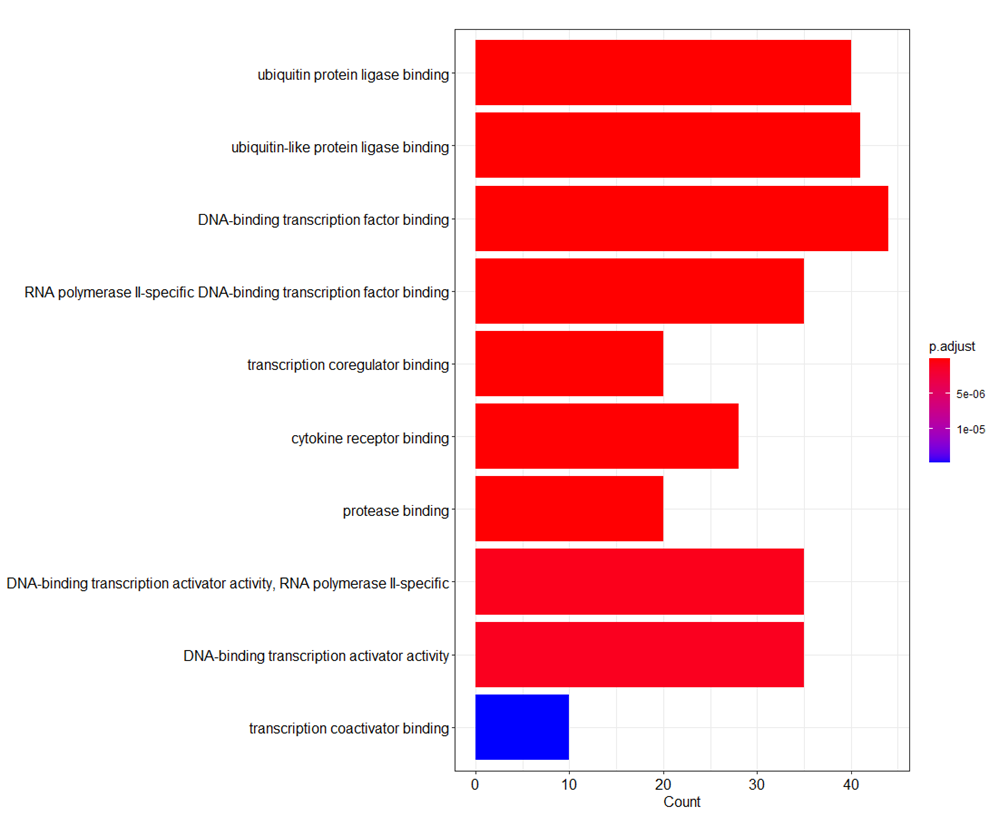 ubiquitin protein ligase binding
ubiquitin-like protein ligase binding
DNA-binding transcription factor binding
RNA polymerase II-specific DNA-binding transcription factor binding
transcription coregulator binding
cytokine receptor binding
protease binding
DNA-binding transcription activator activity, RNA polymerase II-specific
DNA-binding transcription activator activity
transcription coactivator binding
0 10 20 30 40
Count
p.adjust
5e-06
1e-05